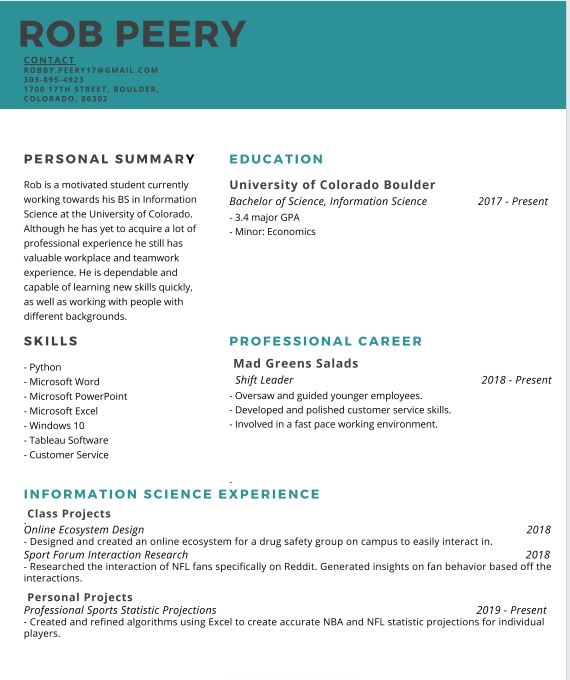 ROB PEERY
CONTACT
ROBBY.PEERY17@GMAIL.COM
303-895-4923
1700 17TH STREET, BOULDER,
COLORADO, 80302
PERSONAL SUMMARY
Rob is a motivated student currently
working towards his BS in Information
Science at the University of Colorado.
Although he has yet to acquire a lot of
professional experience he still has
valuable workplace and teamwork
experience. He is dependable and
capable of learning new skills quickly,
as well as working with people with
different backgrounds.
EDUCATION
University of Colorado Boulder
Bachelor of Science, Information Science 2017 - Present
- 3.4 major GPA
- Minor: Economics
SKILLS
- Python
- Microsoft Word
- Microsoft PowerPoint
- Microsoft Excel
- Windows 10
- Tableau Software
- Customer Service
PROFESSIONAL CAREER
Mad Greens Salads
Shift Leader 2018 - Present
- Oversaw and guided younger employees.
- Developed and polished customer service skills.
- Involved in a fast pace working environment.
-
INFORMATION SCIENCE EXPERIENCE
Class Projects
Online Ecosystem Design 2018
- Designed and created an online ecosystem for a drug safety group on campus to easily interact in.
Sport Forum Interaction Research 2018
- Researched the interaction of NFL fans specifically on Reddit. Generated insights on fan behavior based off the
interactions.
Personal Projects
Professional Sports Statistic Projections 2019 - Present
- Created and refined algorithms using Excel to create accurate NBA and NFL statistic projections for individual
players.